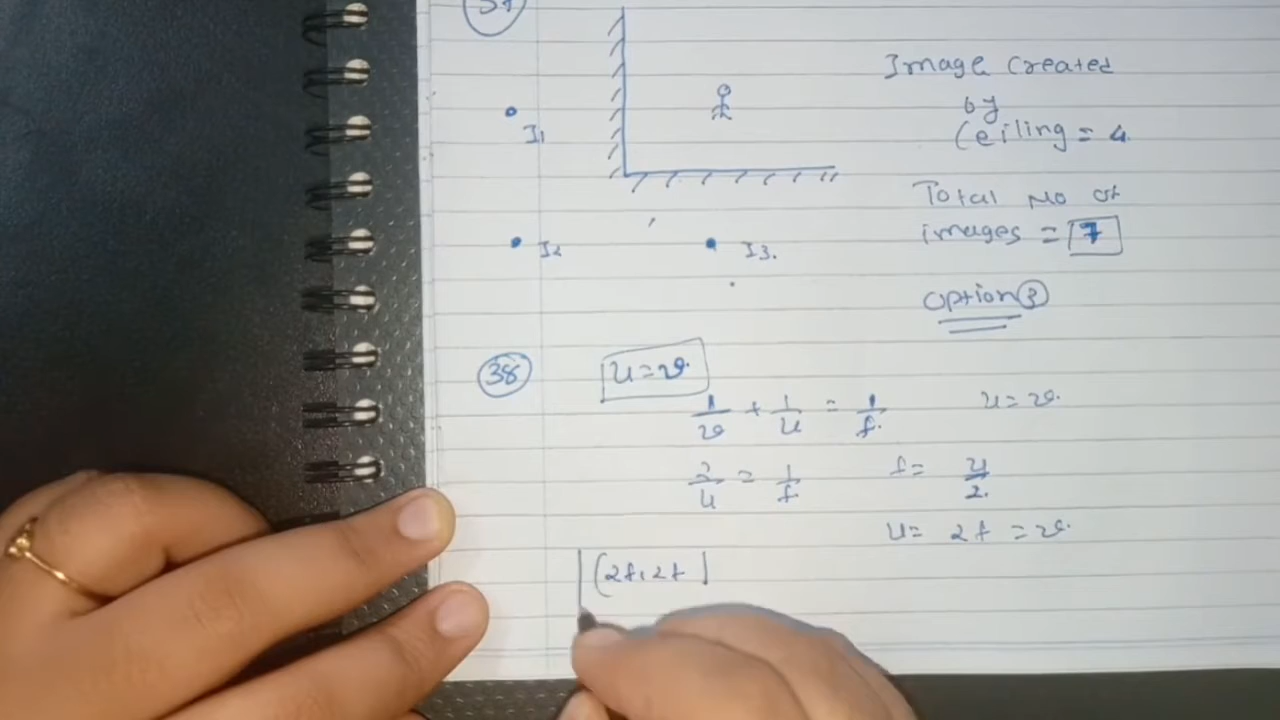 Image created
by
Ceiling = 4.
I1
Total No of
images = 7
I2
I3.
Option 3
38
u=v.
1/v + 1/u = 1/f.
u=v.
2/u = 1/f.
f= u/2.
u= 2f =v.
(2f,2f